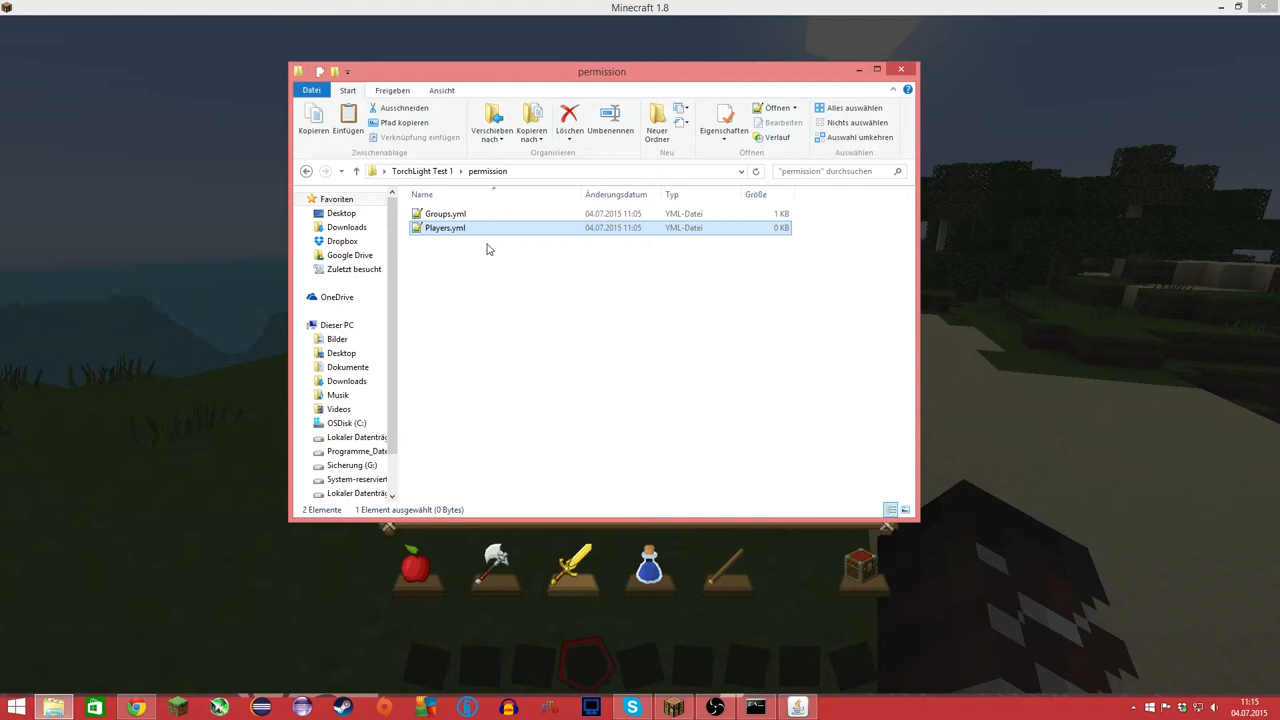 Minecraft 1.8
permission
Datei Start Freigeben Ansicht
Kopieren
Einfügen
Ausschneiden
Pfad kopieren
Verknüpfung einfügen
Zwischenablage
Verschieben nach
Kopieren nach
Löschen
Umbenennen
Organisieren
Neuer Ordner
Neu
Eigenschaften
Öffnen
Bearbeiten
Verlauf
Öffnen
Alles auswählen
Nichts auswählen
Auswahl umkehren
Auswählen
TorchLight Test 1 permission
"permission" durchsuchen
Name Änderungsdatum Typ Größe
Groups.yml 04.07.2015 11:05 YML-Datei 1 KB
Players.yml 04.07.2015 11:05 YML-Datei 0 KB
Favoriten
Desktop
Downloads
Dropbox
Google Drive
Zuletzt besucht
OneDrive
Dieser PC
Bilder
Desktop
Dokumente
Downloads
Musik
Videos
OSDisk (C:)
Lokaler Datenträg
Programme_Date
Sicherung (G:)
System-reserviert
Lokaler Datenträg
2 Elemente 1 Element ausgewählt (0 Bytes)
11:15
04.07.2015